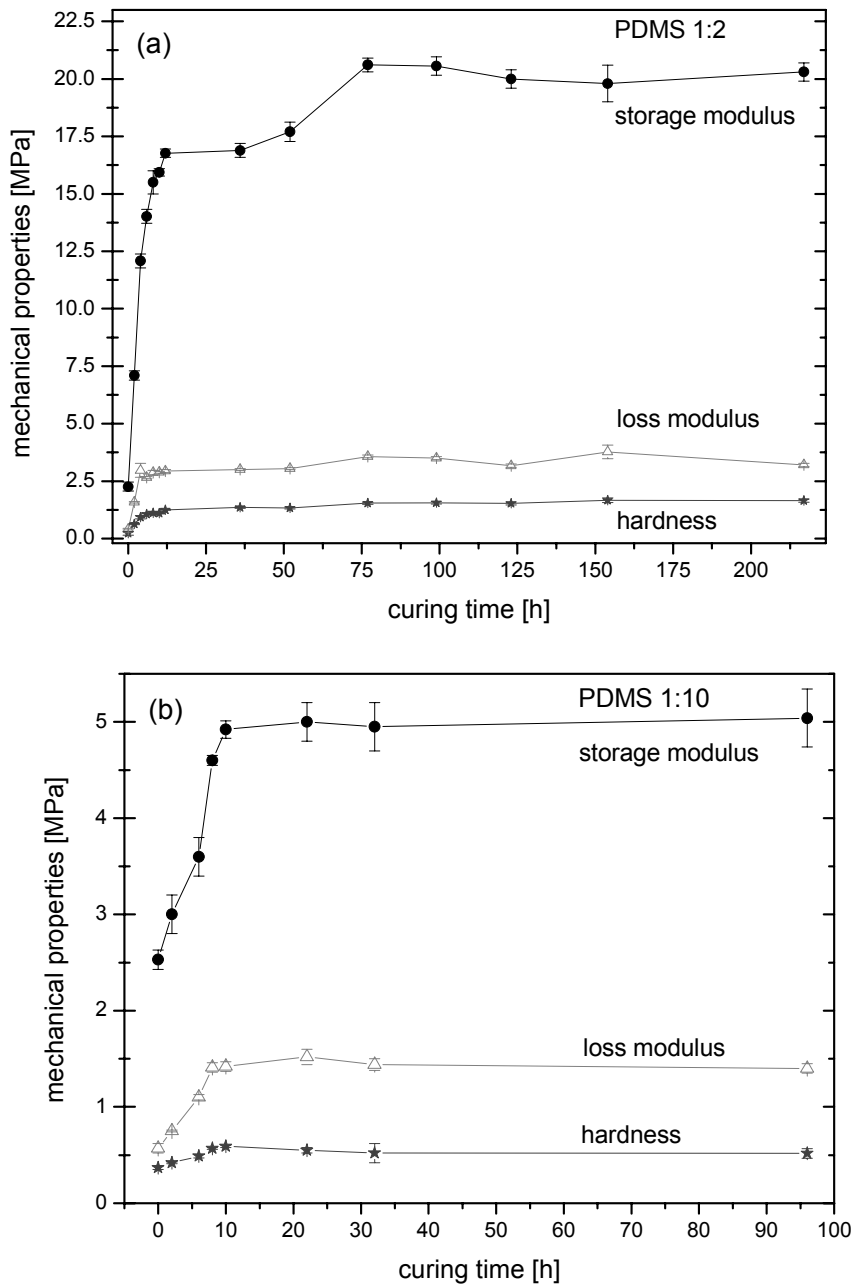 (a)
PDMS 1:2
22.5
20.0
17.5
15.0
12.5
10.0
7.5
5.0
2.5
0.0
mechanical properties [MPa]
storage modulus
loss modulus
hardness
0 25 50 75 100 125 150 175 200
curing time [h]
(b)
PDMS 1:10
5
4
3
2
1
0
mechanical properties [MPa]
storage modulus
loss modulus
hardness
0 10 20 30 40 50 60 70 80 90 100
curing time [h]